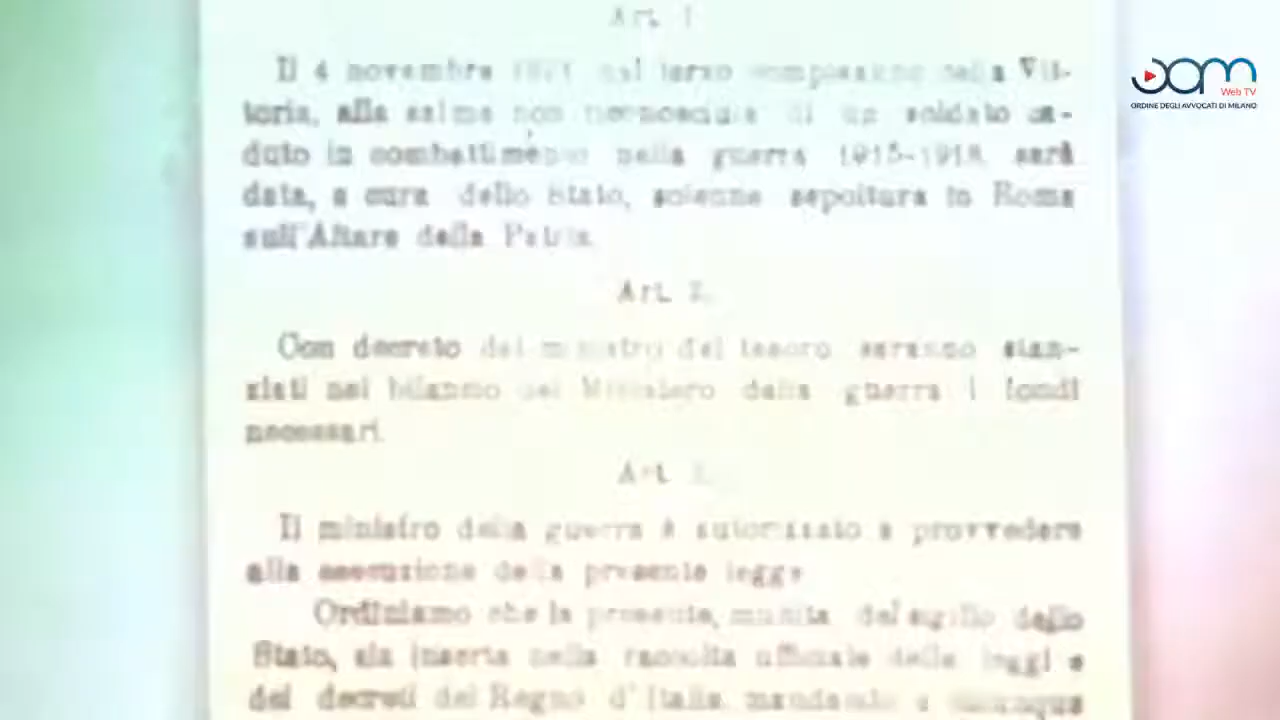 Art. 1
Il 4 novembre 1921 nel terzo compleanno della Vit-
toria, alla salma non riconosciuta di un soldato ca-
duto in combattimento nella guerra 1915-1918 sarà
data, a cura dello Stato, solenne sepoltura in Roma
sull'Altare della Patria.
Art. 2.
Con decreto del ministro del tesoro saranno stan-
ziati nel bilancio del Ministero della guerra i fondi
necessari.
Art. 3.
Il ministro della guerra è autorizzato a provvedere
alla esecuzione della presente legge
Ordiniamo che la presente, munita del sigillo dello
Stato, sia inserta nella raccolta ufficiale delle leggi e
dei decreti del Regno d'Italia, mandando a chiunque
oam
Web TV
ORDINE DEGLI AVVOCATI DI MILANO